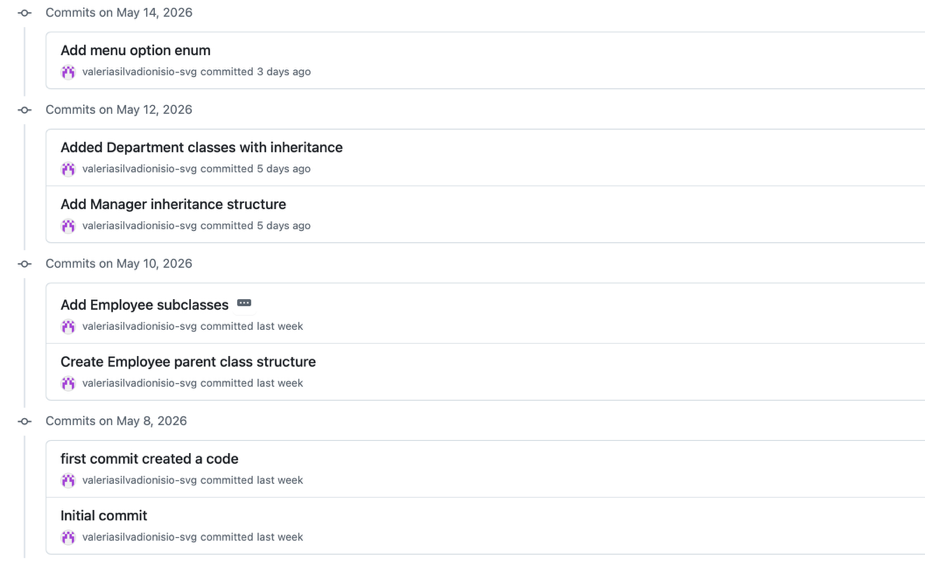 Commits on May 14, 2026
Add menu option enum
valeriasilvadionisio-svg committed 3 days ago
Commits on May 12, 2026
Added Department classes with inheritance
valeriasilvadionisio-svg committed 5 days ago
Add Manager inheritance structure
valeriasilvadionisio-svg committed 5 days ago
Commits on May 10, 2026
Add Employee subclasses
valeriasilvadionisio-svg committed last week
Create Employee parent class structure
valeriasilvadionisio-svg committed last week
Commits on May 8, 2026
first commit created a code
valeriasilvadionisio-svg committed last week
Initial commit
valeriasilvadionisio-svg committed last week